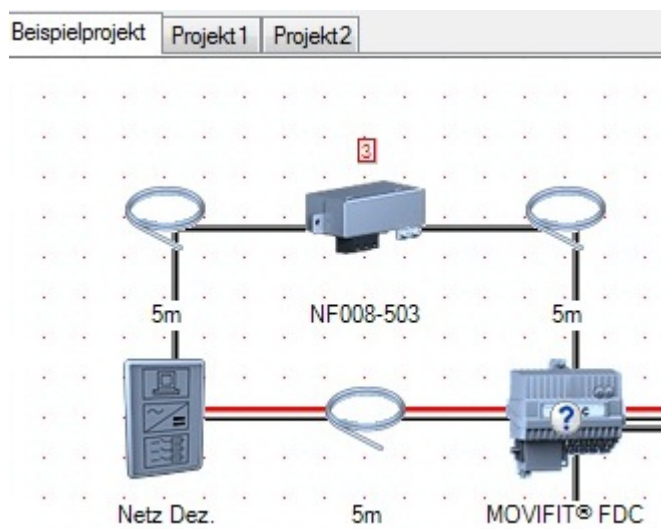 Beispielprojekt Projekt1 Projekt2
3
5m NF008-503 5m
?
Netz Dez. 5m MOVIFIT® FDC